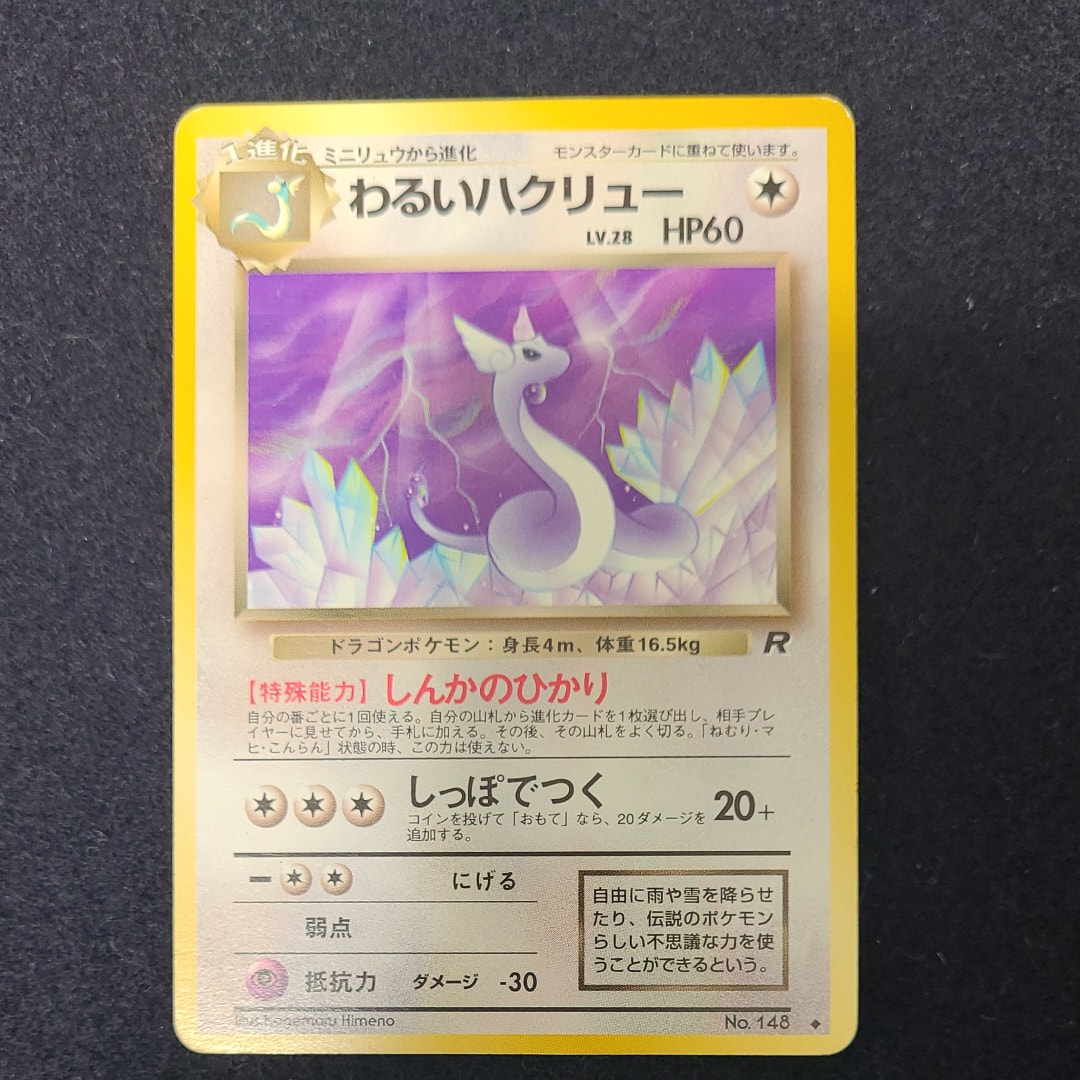 1進化
ミニリュウから進化
モンスターカードに重ねて使います。
わるいハクリュー
LV.28 HP60
ドラゴンポケモン：身長4m、体重16.5kg
R
【特殊能力】しんかのひかり
自分の番ごとに1回使える。自分の山札から進化カードを1枚選び出し、相手プレ
イヤーに見せてから、手札に加える。その後、その山札をよく切る。「ねむり・マ
ヒ・こんらん」状態の時、この力は使えない。
しっぽでつく
20+
コインを投げて「おもて」なら、20ダメージを
追加する。
にげる
弱点
抵抗力 ダメージ -30
自由に雨や雪を降らせ
たり、伝説のポケモン
らしい不思議な力を使
うことができるという。
Illus. Kagemaru Himeno
No. 148